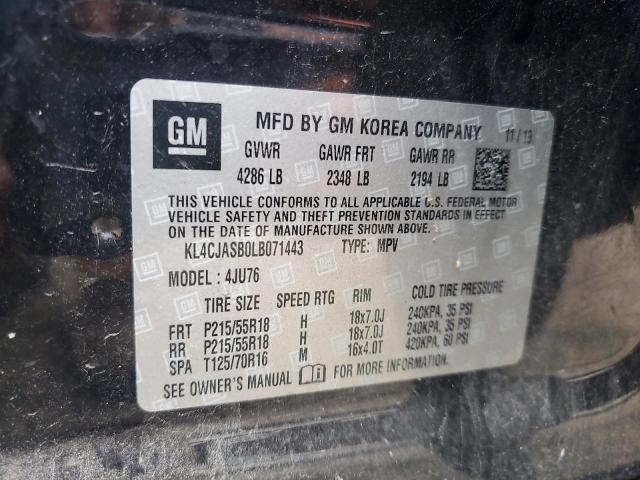 GM MFD BY GM KOREA COMPANY 11 / 19
GVWR GAWR FRT GAWR RR
4286 LB 2348 LB 2194 LB
THIS VEHICLE CONFORMS TO ALL APPLICABLE U.S. FEDERAL MOTOR
VEHICLE SAFETY AND THEFT PREVENTION STANDARDS IN EFFECT
ON THE DATE OF MANUFACTURE SHOWN ABOVE.
KL4CJASB0LB071443 TYPE: MPV
MODEL : 4JU76
TIRE SIZE SPEED RTG RIM COLD TIRE PRESSURE
FRT P215/55R18 H 18x7.0J 240KPA, 35 PSI
RR P215/55R18 H 18x7.0J 240KPA, 35 PSI
SPA T125/70R16 M 16x4.0T 420KPA, 60 PSI
SEE OWNER'S MANUAL FOR MORE INFORMATION.